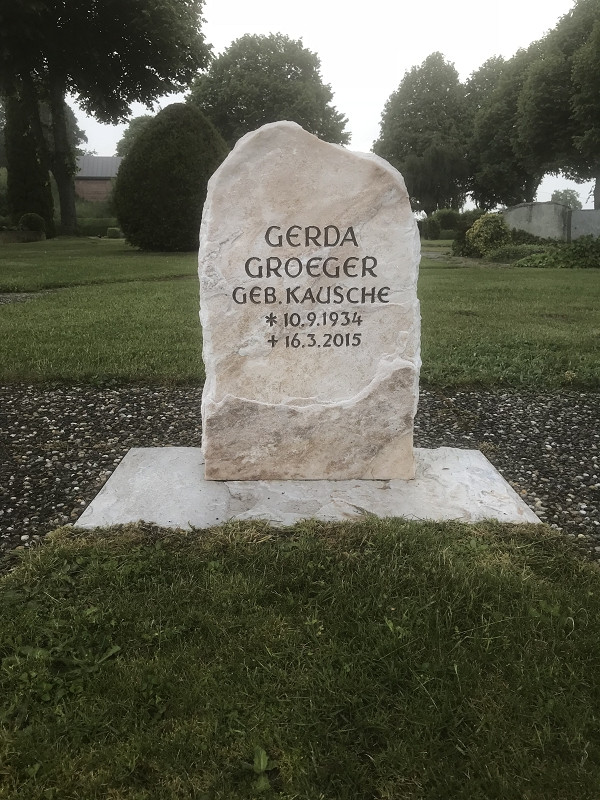 GERDA
GROEGER
GEB. KAUSCHE
* 10.9.1934
+ 16.3.2015